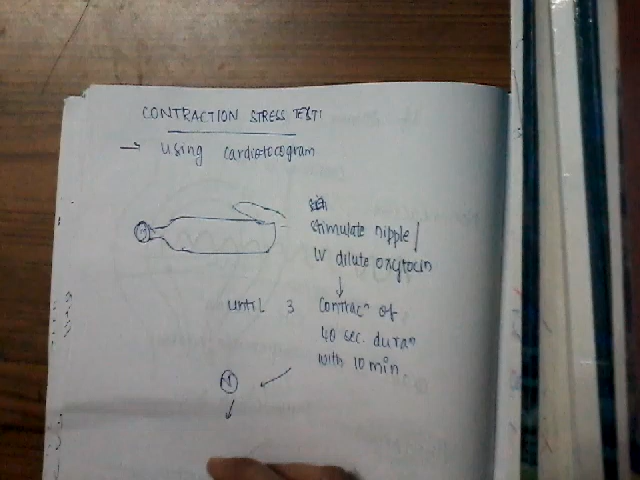 CONTRACTION STRESS TEST:
→ Using cardiotocogram
stimulate nipple /
IV dilute oxytocin
↓
until 3 contracⁿ of
40 sec. duraⁿ
with 10 min